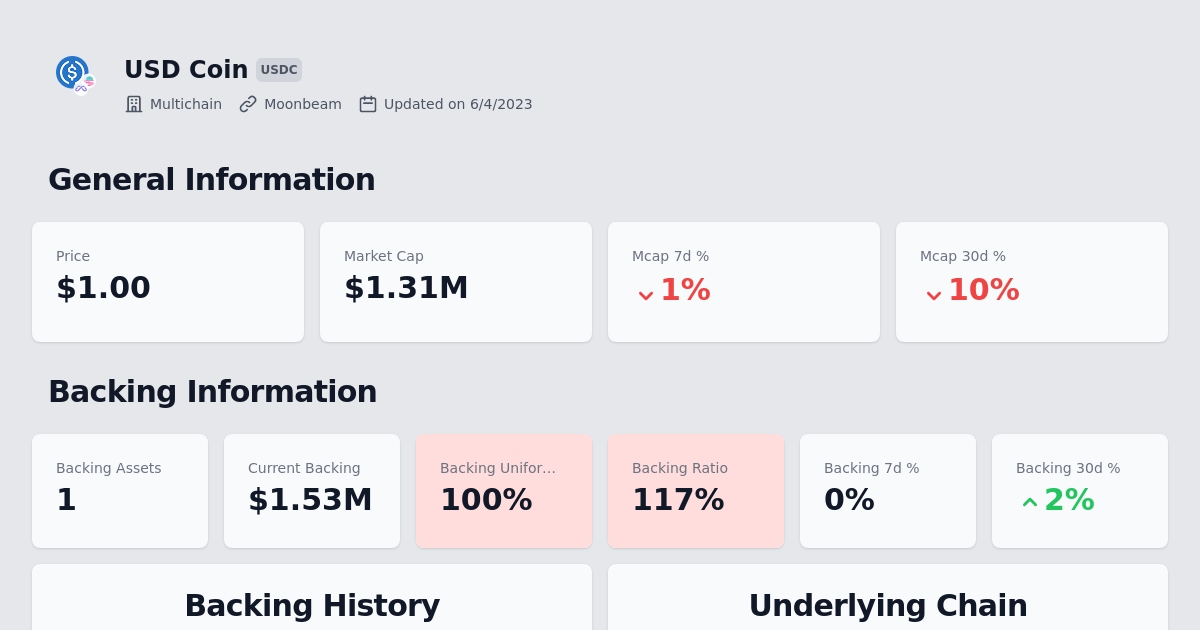 USD Coin USDC
Multichain Moonbeam Updated on 6/4/2023
General Information
Price Market Cap Mcap 7d % Mcap 30d %
$1.00 $1.31M 1% 10%
Backing Information
Backing Assets Current Backing Backing Unifor... Backing Ratio Backing 7d % Backing 30d %
1 $1.53M 100% 117% 0% 2%
Backing History Underlying Chain